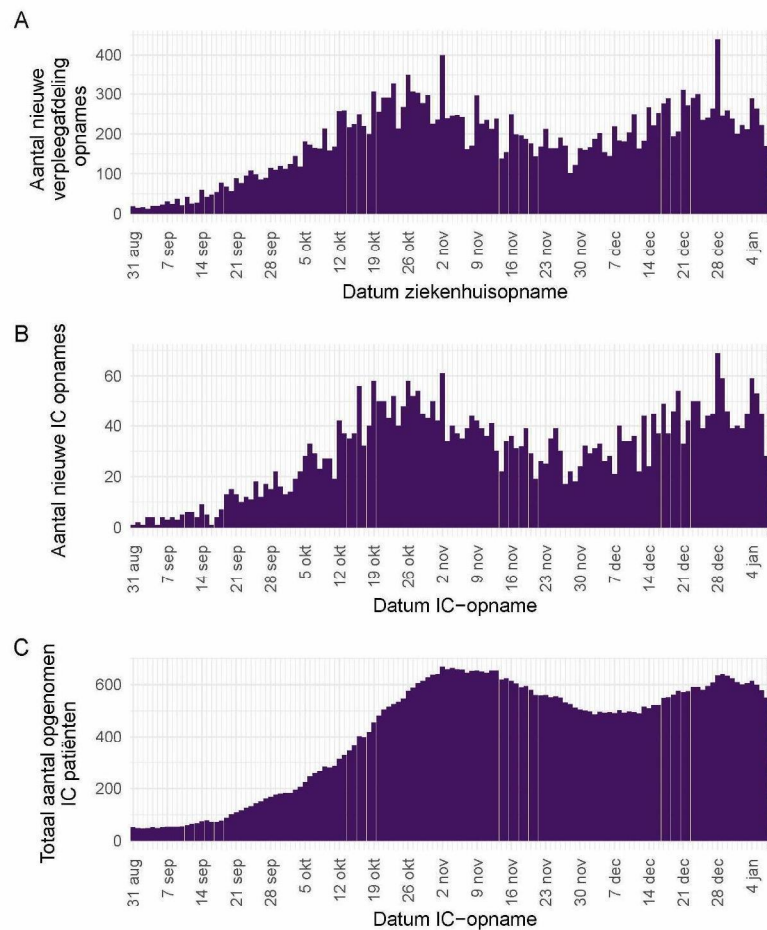 A
Aantal nieuwe
verpleegafdeling
opnames
400
300
200
100
0
31 aug
7 sep
14 sep
21 sep
28 sep
5 okt
12 okt
19 okt
26 okt
2 nov
9 nov
16 nov
23 nov
30 nov
7 dec
14 dec
21 dec
28 dec
4 jan
Datum ziekenhuisopname
B
Aantal nieuwe IC opnames
60
40
20
0
31 aug
7 sep
14 sep
21 sep
28 sep
5 okt
12 okt
19 okt
26 okt
2 nov
9 nov
16 nov
23 nov
30 nov
7 dec
14 dec
21 dec
28 dec
4 jan
Datum IC−opname
C
Totaal aantal opgenomen
IC patiënten
600
400
200
0
31 aug
7 sep
14 sep
21 sep
28 sep
5 okt
12 okt
19 okt
26 okt
2 nov
9 nov
16 nov
23 nov
30 nov
7 dec
14 dec
21 dec
28 dec
4 jan
Datum IC−opname